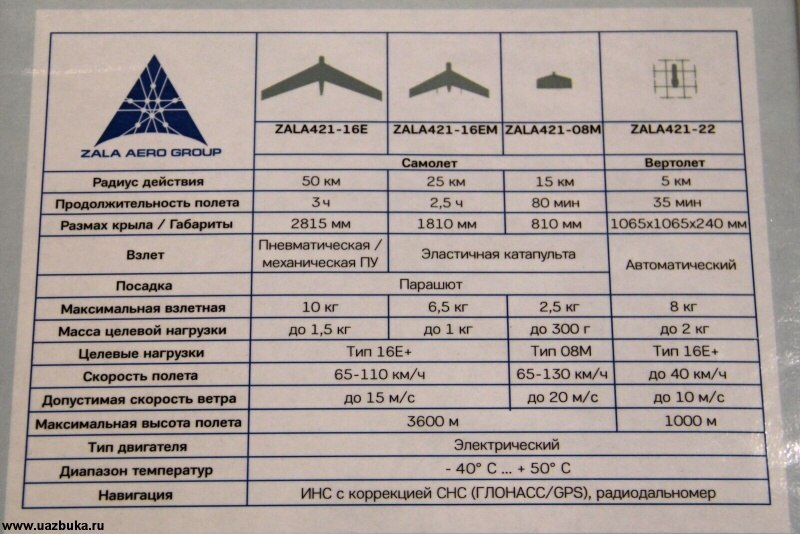 ZALA AERO GROUP
ZALA421-16E ZALA421-16EM ZALA421-08M ZALA421-22
Самолет Вертолет
Радиус действия 50 км 25 км 15 км 5 км
Продолжительность полета 3 ч 2,5 ч 80 мин 35 мин
Размах крыла / Габариты 2815 мм 1810 мм 810 мм 1065х1065х240 мм
Взлет Пневматическая / механическая ПУ Эластичная катапульта Автоматический
Посадка Парашют
Максимальная взлетная 10 кг 6,5 кг 2,5 кг 8 кг
Масса целевой нагрузки до 1,5 кг до 1 кг до 300 г до 2 кг
Целевые нагрузки Тип 16Е+ Тип 08М Тип 16Е+
Скорость полета 65-110 км/ч 65-130 км/ч до 40 км/ч
Допустимая скорость ветра до 15 м/с до 20 м/с до 10 м/с
Максимальная высота полета 3600 м 1000 м
Тип двигателя Электрический
Диапазон температур - 40° С ... + 50° С
Навигация ИНС с коррекцией СНС (ГЛОНАСС/GPS), радиодальномер
www.uazbuka.ru